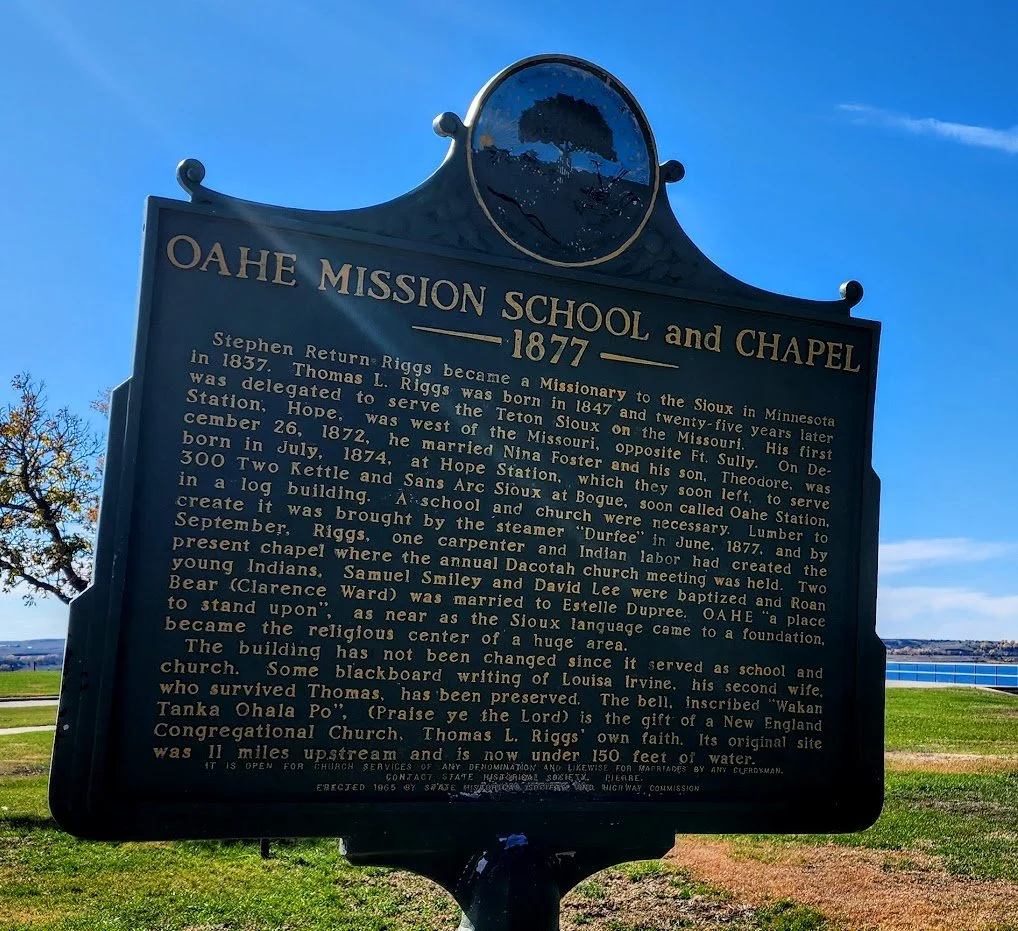 OAHE MISSION SCHOOL and CHAPEL
1877
Stephen Return Riggs became a Missionary to the Sioux in Minnesota
in 1837. Thomas L. Riggs was born in 1847 and twenty-five years later
was delegated to serve the Teton Sioux on the Missouri. His first
Station, Hope, was west of the Missouri, opposite Ft. Sully. On De-
cember 26, 1872, he married Nina Foster and his son, Theodore, was
born in July, 1874, at Hope Station, which they soon left, to serve
300 Two Kettle and Sans Arc Sioux at Bogue, soon called Oahe Station,
in a log building. A school and church were necessary. Lumber to
create it was brought by the steamer "Durfee" in June, 1877, and by
September, Riggs, one carpenter and Indian labor had created the
present chapel where the annual Dacotah church meeting was held. Two
young Indians, Samuel Smiley and David Lee were baptized and Roan
Bear (Clarence Ward) was married to Estelle Dupree. OAHE "a place
to stand upon", as near as the Sioux language came to a foundation,
became the religious center of a huge area.
The building has not been changed since it served as school and
church. Some blackboard writing of Louisa Irvine, his second wife,
who survived Thomas, has been preserved. The bell, inscribed "Wakan
Tanka Ohala Po", (Praise ye the Lord) is the gift of a New England
Congregational Church, Thomas L. Riggs' own faith. Its original site
was 11 miles upstream and is now under 150 feet of water.
IT IS OPEN FOR CHURCH SERVICES OF ANY DENOMINATION AND LIKEWISE FOR MARRIAGES BY ANY CLERGYMAN.
CONTACT STATE HISTORICAL SOCIETY, PIERRE.
ERECTED 1965 BY STATE HISTORICAL SOCIETY AND HIGHWAY COMMISSION